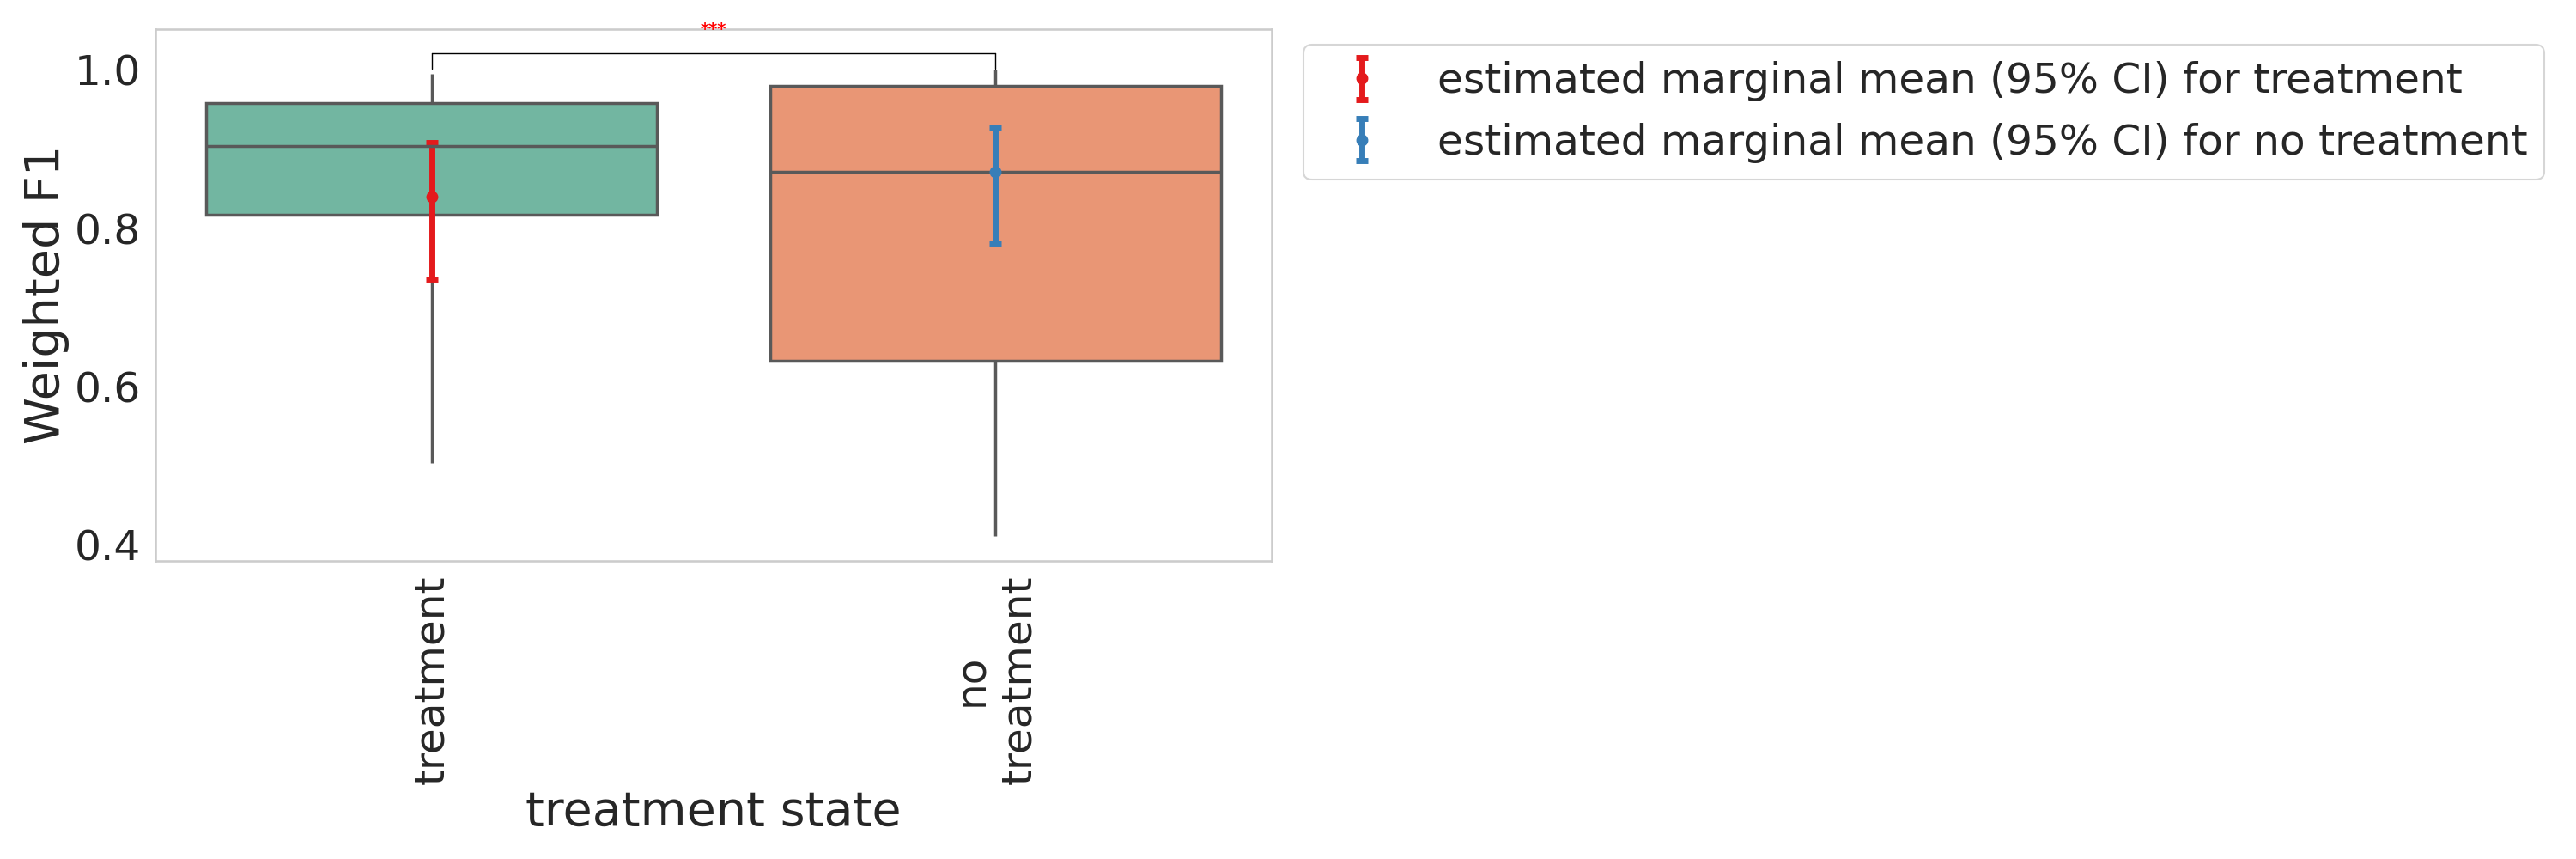 ***
1.0
0.8
0.6
0.4
Weighted F1
treatment
no
treatment
treatment state
estimated marginal mean (95% CI) for treatment
estimated marginal mean (95% CI) for no treatment